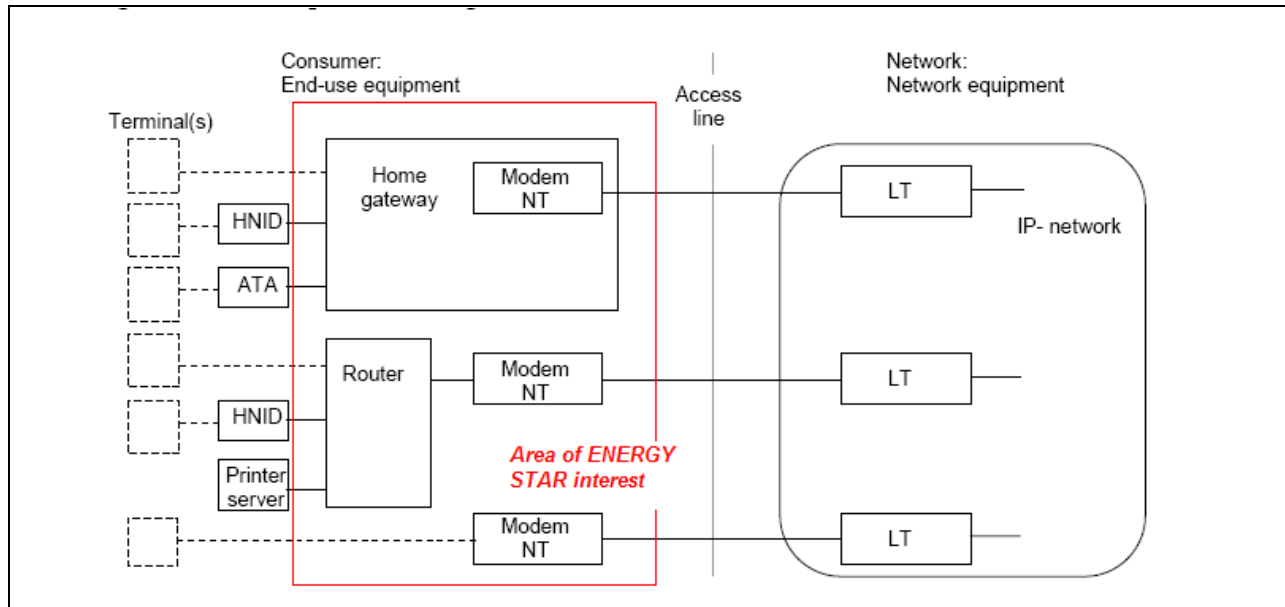 Consumer:
End-use equipment
Network:
Network equipment
Access
line
Terminal(s)
Home
gateway
Modem
NT
LT
HNID
IP- network
ATA
Router
Modem
NT
LT
HNID
Area of ENERGY
STAR interest
Printer
server
Modem
NT
LT